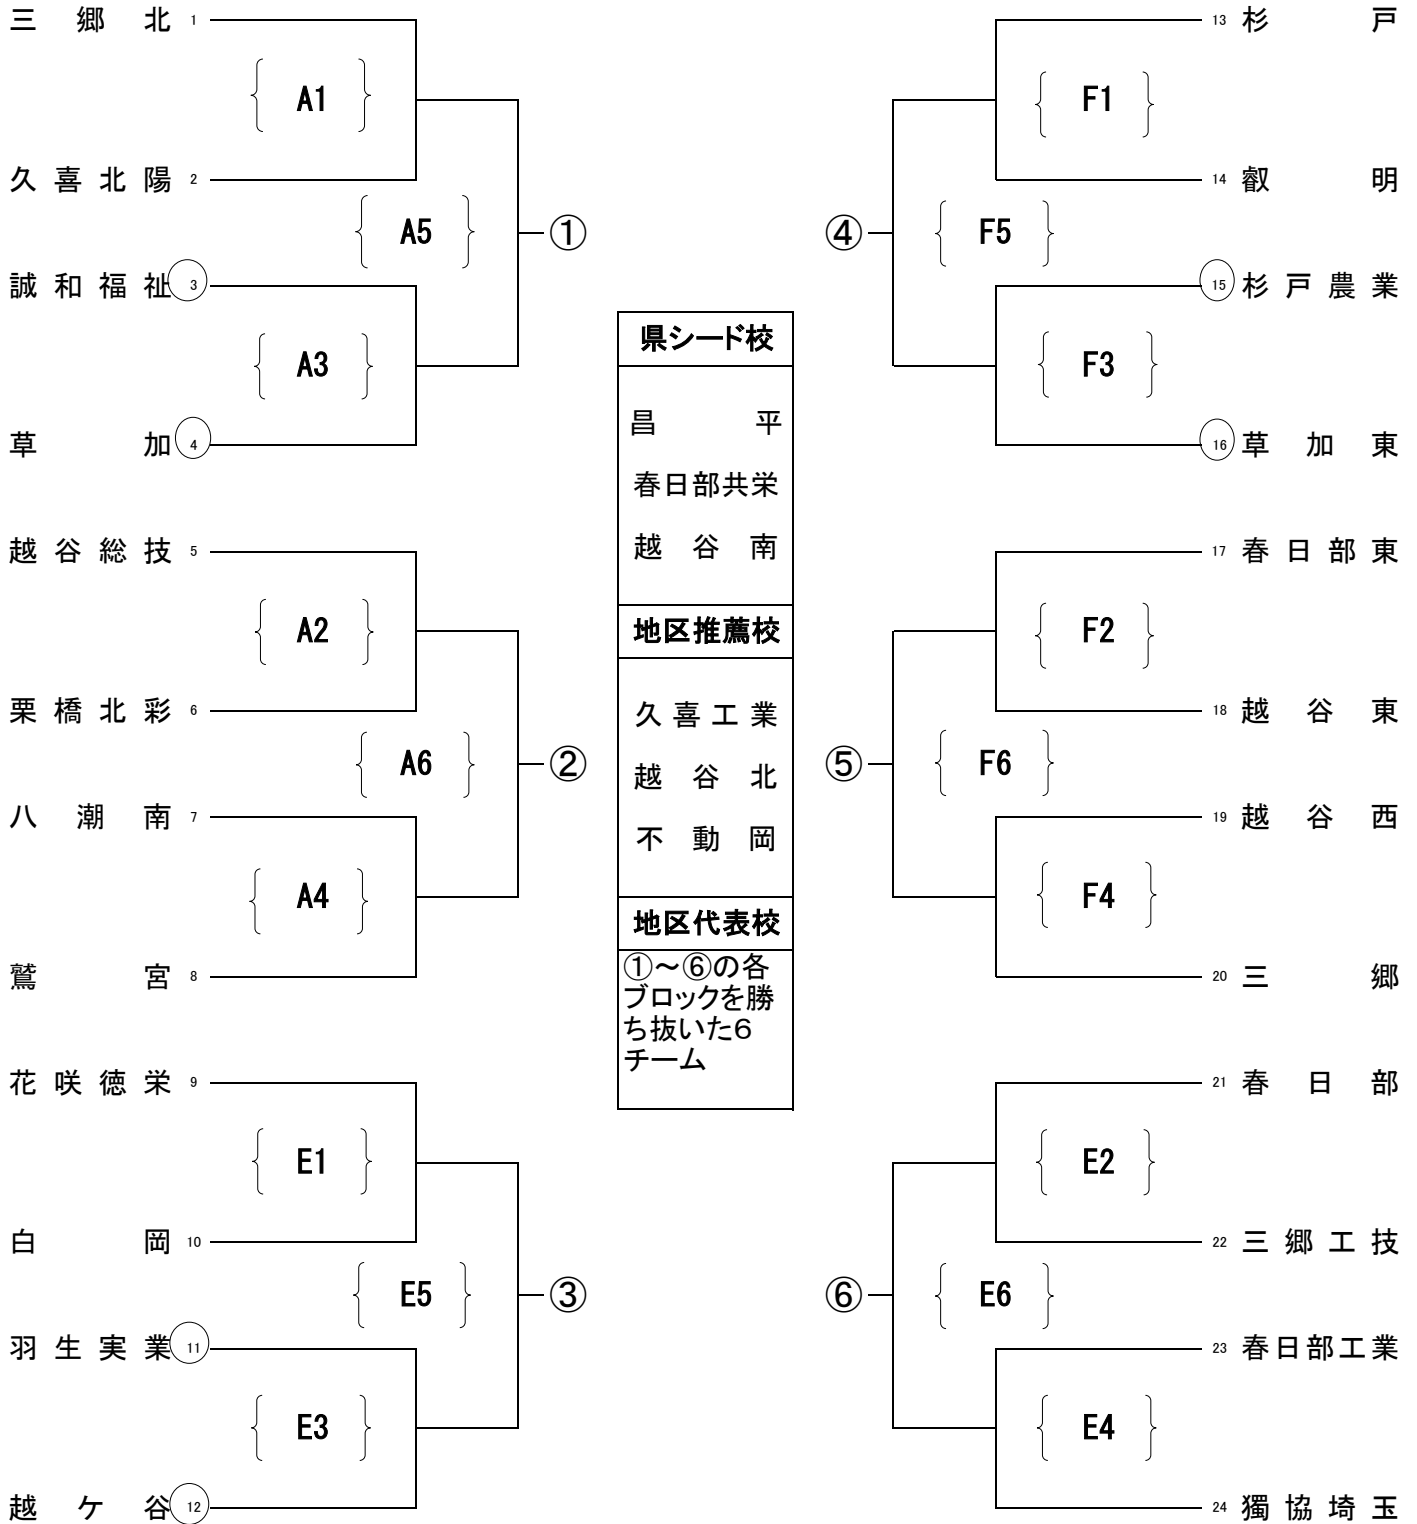 三郷北 1
A1
久喜北陽 2
A5
①
誠和福祉 3
A3
草加 4
越谷総技 5
A2
栗橋北彩 6
A6
②
八潮南 7
A4
鷲宮 8
花咲徳栄 9
E1
白岡 10
E5
③
羽生実業 11
E3
越ケ谷 12
県シード校
昌平
春日部共栄
越谷南
地区推薦校
久喜工業
越谷北
不動岡
地区代表校
①～⑥の各
ブロックを勝
ち抜いた6
チーム
13 杉戸
F1
14 叡明
④
F5
15 杉戸農業
F3
16 草加東
17 春日部東
F2
18 越谷東
⑤
F6
19 越谷西
F4
20 三郷
21 春日部
E2
22 三郷工技
⑥
E6
23 春日部工業
E4
24 獨協埼玉